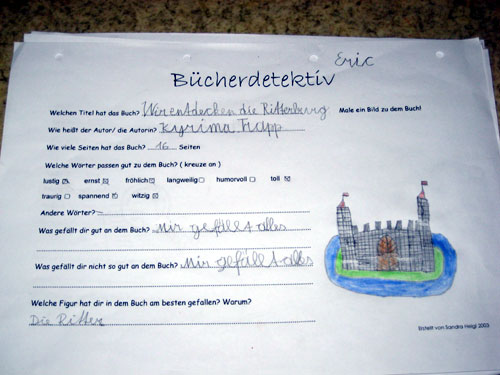 Eric
Bücherdetektiv
Welchen Titel hat das Buch? Wir entdecken die Ritterburg Male ein Bild zu dem Buch!
Wie heißt der Autor/ die Autorin? Kyrima Trapp
Wie viele Seiten hat das Buch? 16 Seiten
Welche Wörter passen gut zu dem Buch? ( kreuze an )
lustig ☒ ernst ☒ fröhlich ☒ langweilig ☐ humorvoll ☐ toll ☒
traurig ☐ spannend ☒ witzig ☒
Andere Wörter? –
Was gefällt dir gut an dem Buch? Mir gefällt alles
Was gefällt dir nicht so gut an dem Buch? Mir gefällt alles
Welche Figur hat dir in dem Buch am besten gefallen? Warum?
Die Ritter
Erstellt von Sandra Heigl 2003